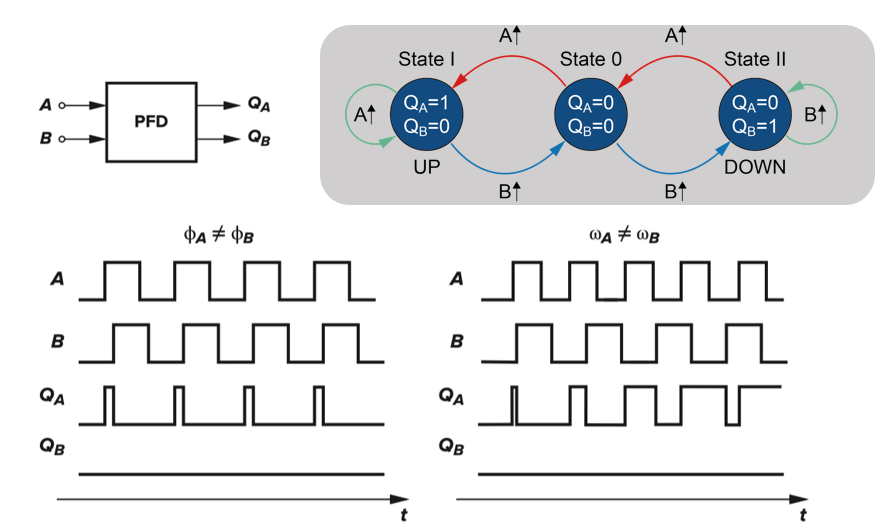 A↑ A↑
State I State 0 State II
A PFD Q_A
B Q_B
A↑ Q_A=1 Q_A=0 Q_A=0 B↑
Q_B=0 Q_B=0 Q_B=1
UP DOWN
B↑ B↑
ϕ_A ≠ ϕ_B
A
B
Q_A
Q_B
t
ω_A ≠ ω_B
A
B
Q_A
Q_B
t